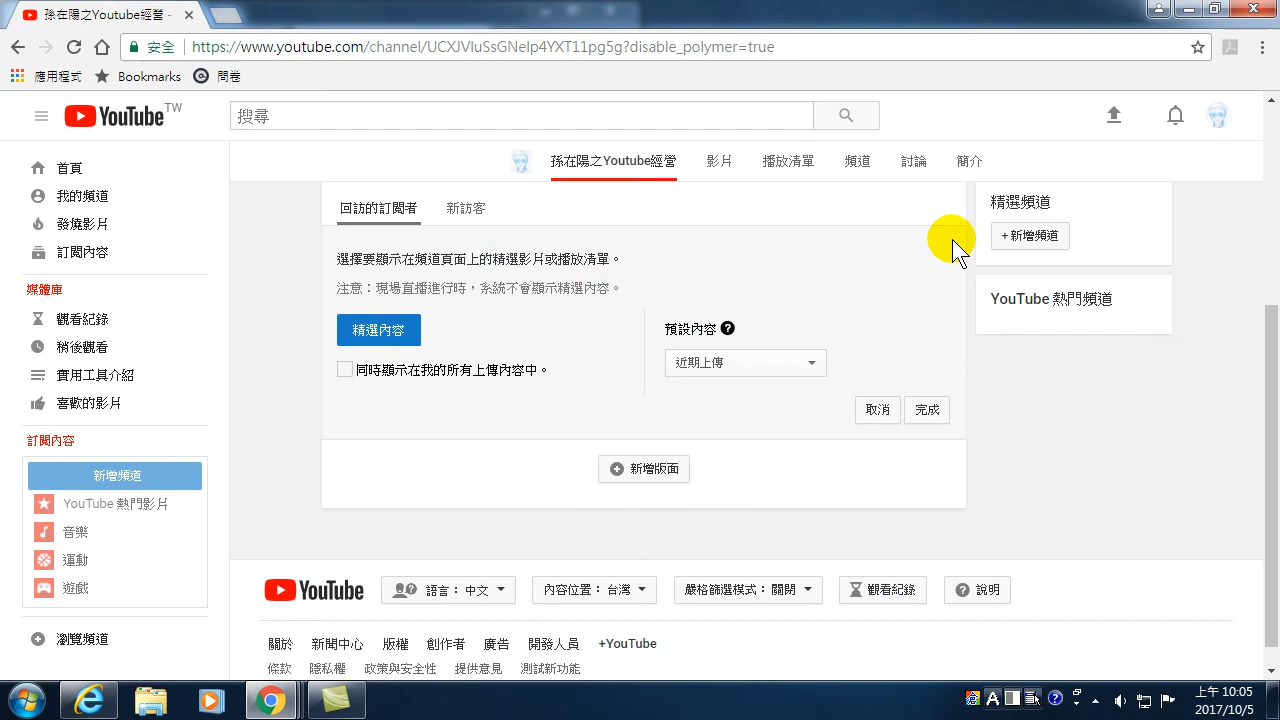 孫在陽之Youtube經營 -
安全
https://www.youtube.com/channel/UCXJVIuSsGNeIp4YXT11pg5g?disable_polymer=true
應用程式
Bookmarks
問卷
YouTube TW
搜尋
孫在陽之Youtube經營
影片
播放清單
頻道
討論
簡介
首頁
我的頻道
發燒影片
訂閱內容
媒體庫
觀看紀錄
稍後觀看
實用工具介紹
喜歡的影片
訂閱內容
新增頻道
YouTube 熱門影片
音樂
運動
遊戲
瀏覽頻道
回訪的訂閱者
新訪客
選擇要顯示在頻道頁面上的精選影片或播放清單。
注意：現場直播進行時，系統不會顯示精選內容。
精選內容
同時顯示在我的所有上傳內容中。
預設內容 ?
近期上傳
取消
完成
新增版面
精選頻道
+ 新增頻道
YouTube 熱門頻道
YouTube
語言： 中文
內容位置： 台灣
嚴格篩選模式： 關閉
觀看紀錄
說明
關於
新聞中心
版權
創作者
廣告
開發人員
+YouTube
條款
隱私權
政策與安全性
提供意見
測試新功能
上午 10:05
2017/10/5